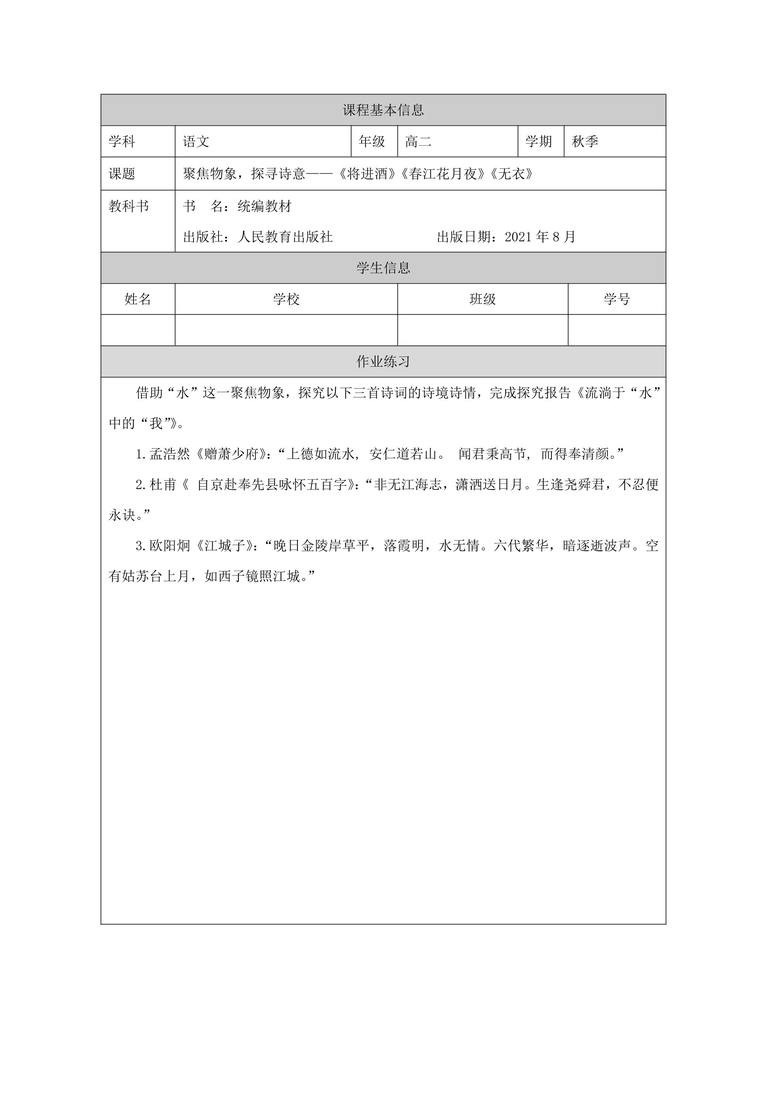 课程基本信息
学科 语文 年级 高二 学期 秋季
课题 聚焦物象，探寻诗意——《将进酒》《春江花月夜》《无衣》
教科书 书 名：统编教材
出版社：人民教育出版社 出版日期：2021 年 8 月
学生信息
姓名 学校 班级 学号
作业练习
借助“水”这一聚焦物象，探究以下三首诗词的诗境诗情，完成探究报告《流淌于“水”
中的“我”》。
1.孟浩然《赠萧少府》：“上德如流水，安仁道若山。 闻君秉高节，而得奉清颜。”
2.杜甫《 自京赴奉先县咏怀五百字》：“非无江海志，潇洒送日月。生逢尧舜君，不忍便
永诀。”
3.欧阳炯《江城子》：“晚日金陵岸草平，落霞明，水无情。六代繁华，暗逐逝波声。空
有姑苏台上月，如西子镜照江城。”